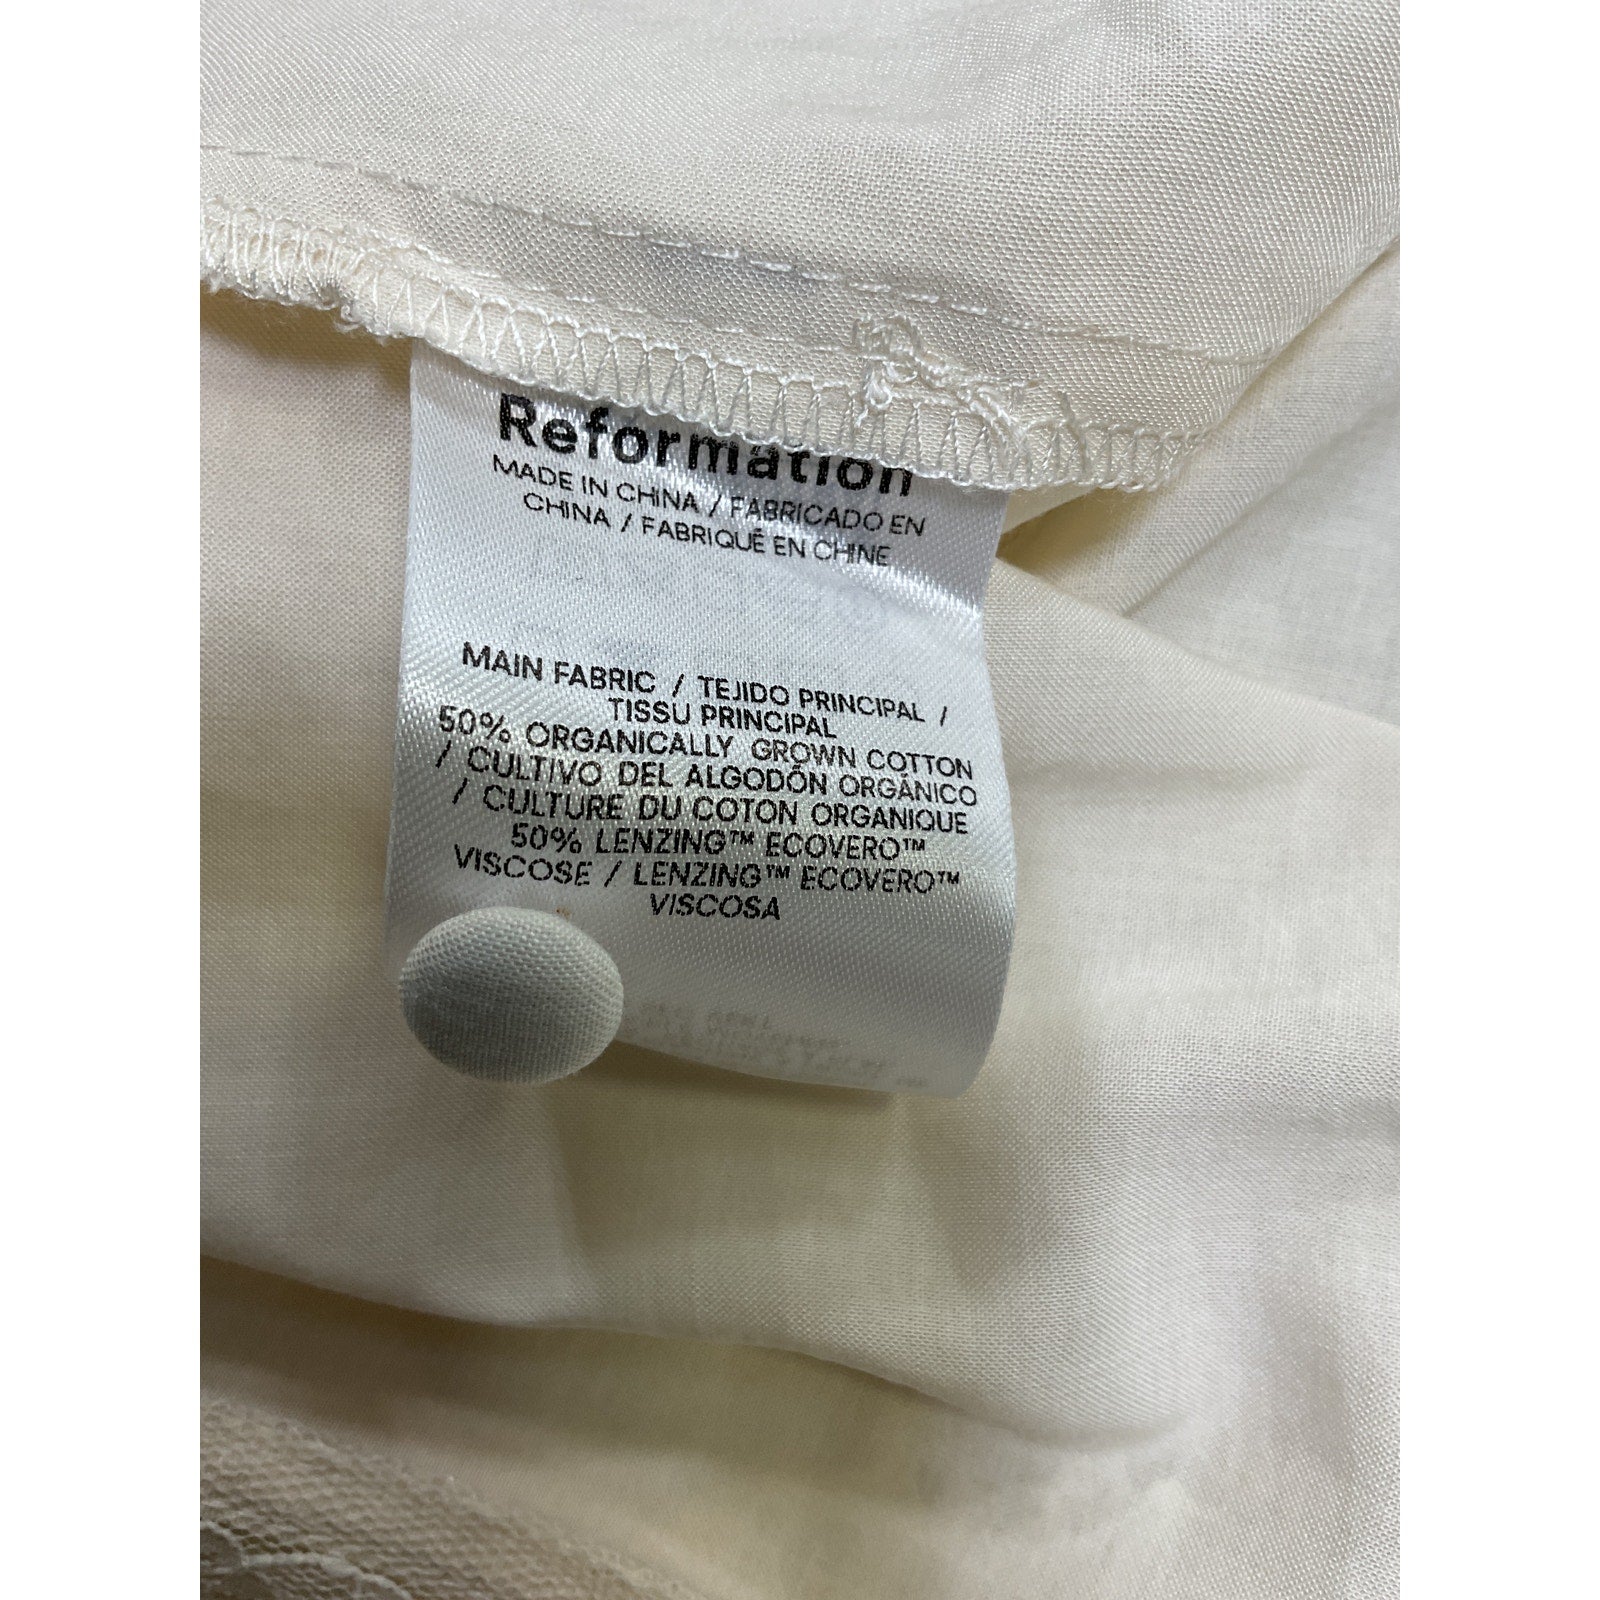 Reformation
MADE IN CHINA / FABRICADO EN
CHINA / FABRIQUÉ EN CHINE
MAIN FABRIC / TEJIDO PRINCIPAL /
TISSU PRINCIPAL
50% ORGANICALLY GROWN COTTON
/ CULTIVO DEL ALGODÓN ORGÁNICO
/ CULTURE DU COTON ORGANIQUE
50% LENZING™ ECOVERO™
VISCOSE / LENZING™ ECOVERO™
VISCOSA